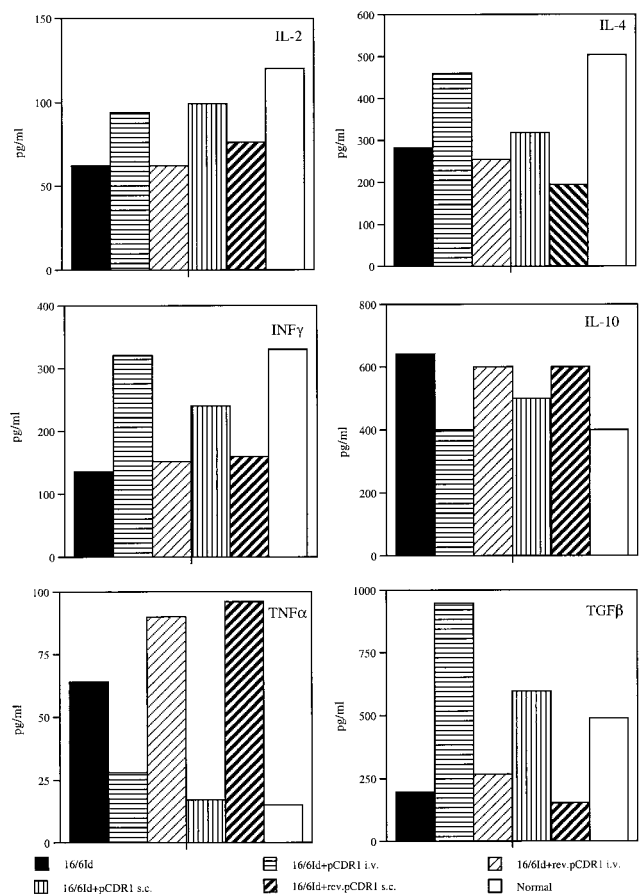 IL-2
150
100
50
0
pg/ml
IL-4
600
500
400
300
200
100
0
pg/ml
INFγ
400
300
200
100
0
pg/ml
IL-10
800
600
400
200
0
pg/ml
TNFα
100
75
50
25
0
pg/ml
TGFβ
1000
750
500
250
0
pg/ml
16/6Id
16/6Id+pCDR1 i.v.
16/6Id+rev.pCDR1 i.v.
16/6Id+pCDR1 s.c.
16/6Id+rev.pCDR1 s.c.
Normal